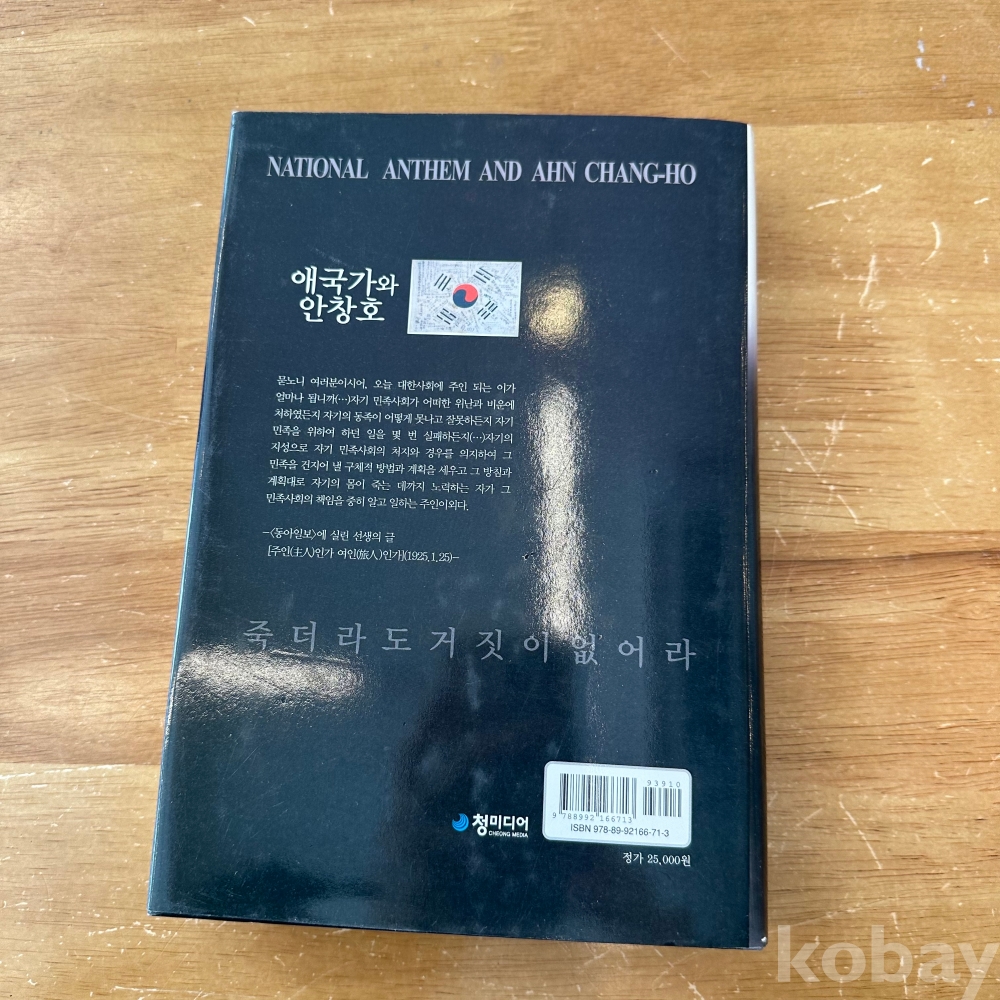 NATIONAL ANTHEM AND AHN CHANG-HO
애국가와
안창호
묻노니 여러분이시어, 오늘 대한사회에 주인 되는 이가
얼마나 됩니까(…)자기 민족사회가 어떠한 위난과 비운에
처하였든지 자기의 동족이 어떻게 못나고 잘못하든지 자기
민족을 위하여 하던 일을 몇 번 실패하든지(…)자기의
지성으로 자기 민족사회의 처지와 경우를 의지하여 그
민족을 건지어 낼 구체적 방법과 계획을 세우고 그 방침과
계획대로 자기의 몸이 죽는 데까지 노력하는 자가 그
민족사회의 책임을 중히 알고 일하는 주인이외다.
-<동아일보>에 실린 선생의 글
[주인(主人)인가 여인(旅人)인가](1925.1.25)-
죽더라도거짓이없어라
93910
9 788992 166713
ISBN 978-89-92166-71-3
청미디어
CHEONG MEDIA
정가 25,000원
kobay